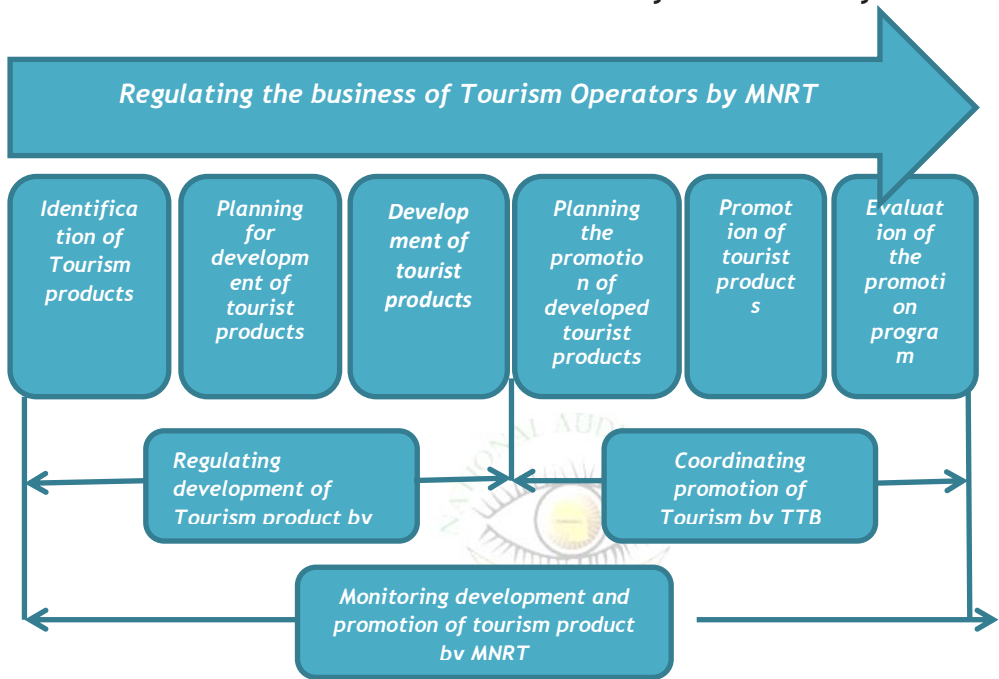 Regulating the business of Tourism Operators by MNRT
Identifica
tion of
Tourism
products
Planning
for
developm
ent of
tourist
products
Develop
ment of
tourist
products
Planning
the
promotio
n of
developed
tourist
products
Promot
ion of
tourist
product
s
Evaluat
ion of
the
promoti
on
progra
m
Regulating
development of
Tourism product by
Coordinating
promotion of
Tourism by TTB
Monitoring development and
promotion of tourism product
by MNRT
NATIONAL AUD